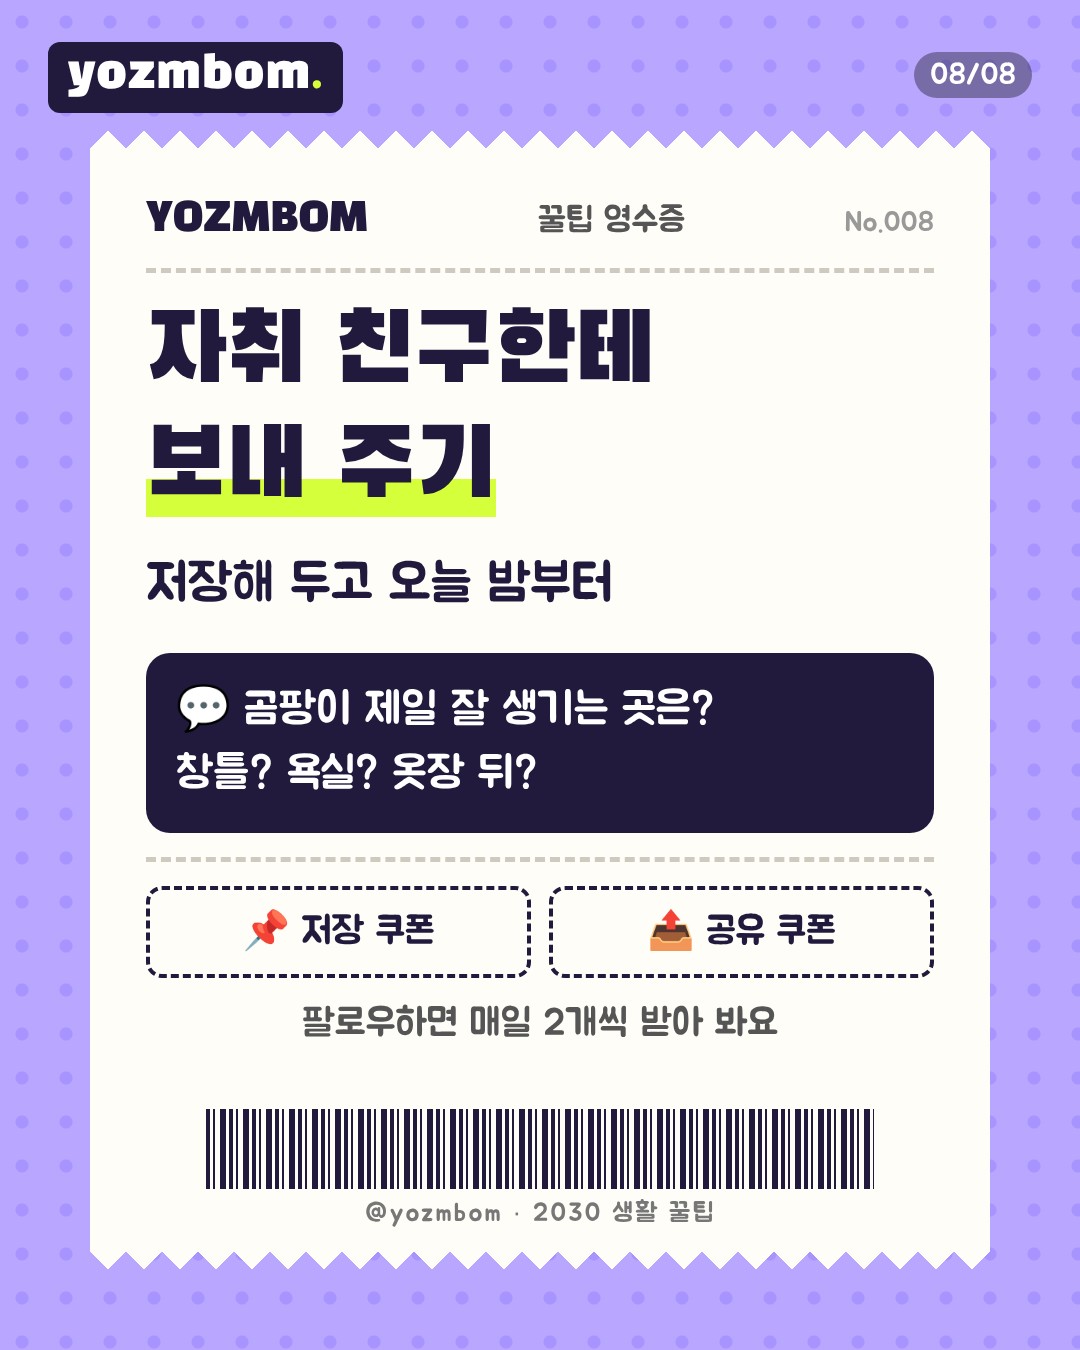 yozmbom.
08/08
YOZMBOM 꿀팁 영수증 No.008
자취 친구한테
보내 주기
저장해 두고 오늘 밤부터
💬 곰팡이 제일 잘 생기는 곳은?
창틀? 욕실? 옷장 뒤?
📌 저장 쿠폰
📤 공유 쿠폰
팔로우하면 매일 2개씩 받아 봐요
@yozmbom · 2030 생활 꿀팁